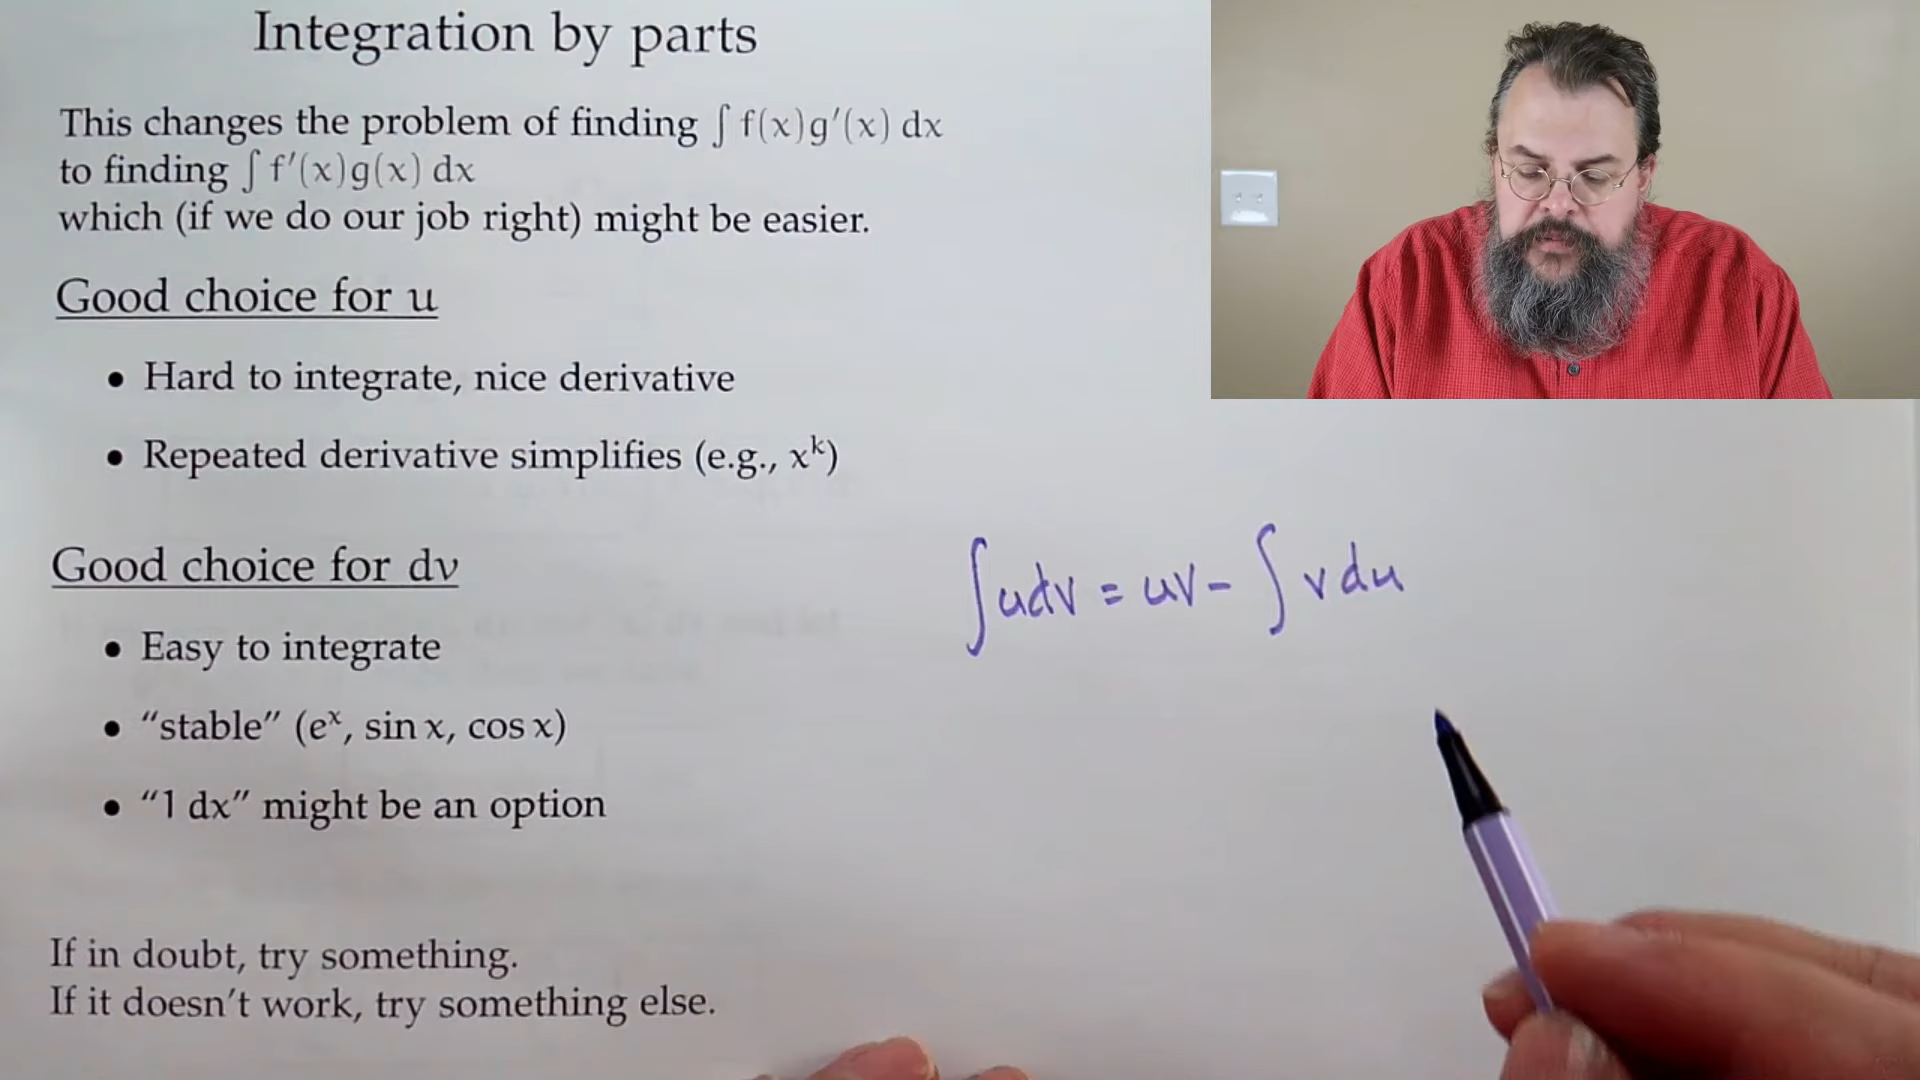 Integration by parts
This changes the problem of finding ∫ f(x)g′(x) dx
to finding ∫ f′(x)g(x) dx
which (if we do our job right) might be easier.
Good choice for u
• Hard to integrate, nice derivative
• Repeated derivative simplifies (e.g., xᵏ)
∫udv = uv - ∫vdu
Good choice for dv
• Easy to integrate
• “stable” (eˣ, sin x, cos x)
• “1 dx” might be an option
If in doubt, try something.
If it doesn’t work, try something else.